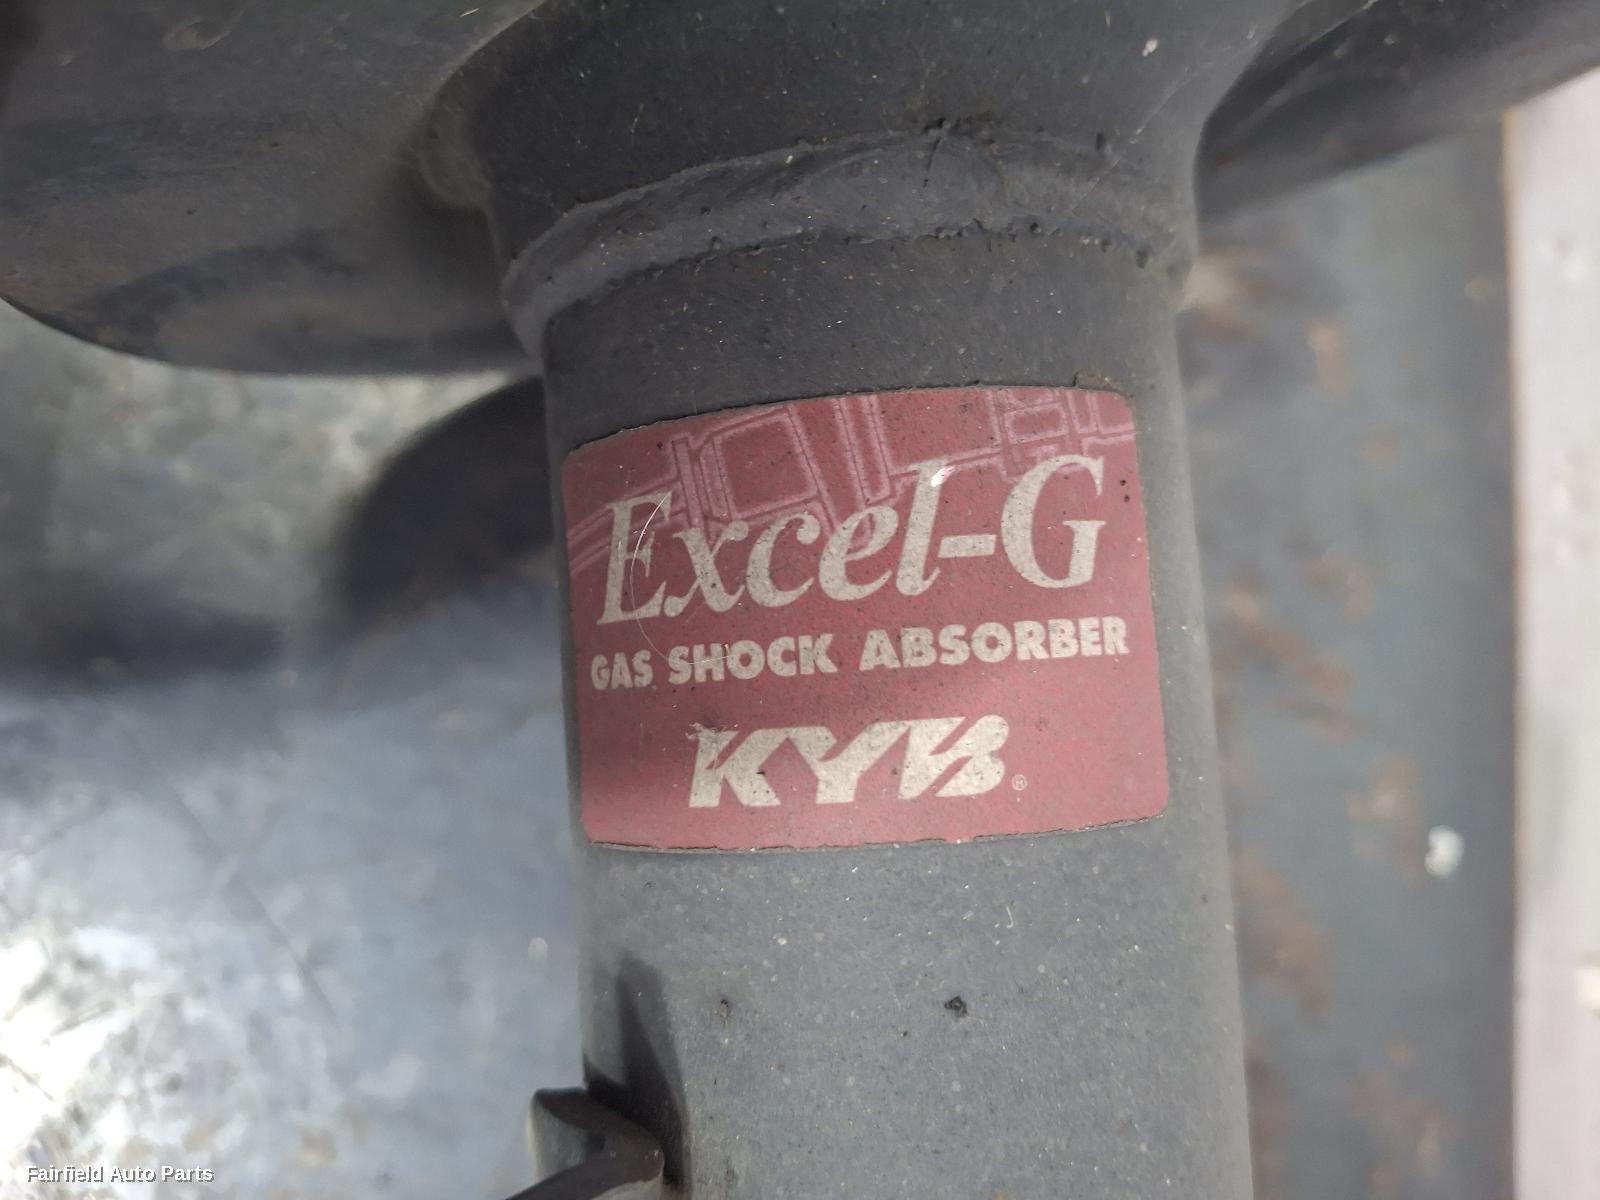 Excel-G
GAS SHOCK ABSORBER
KYB®
Fairfield Auto Parts